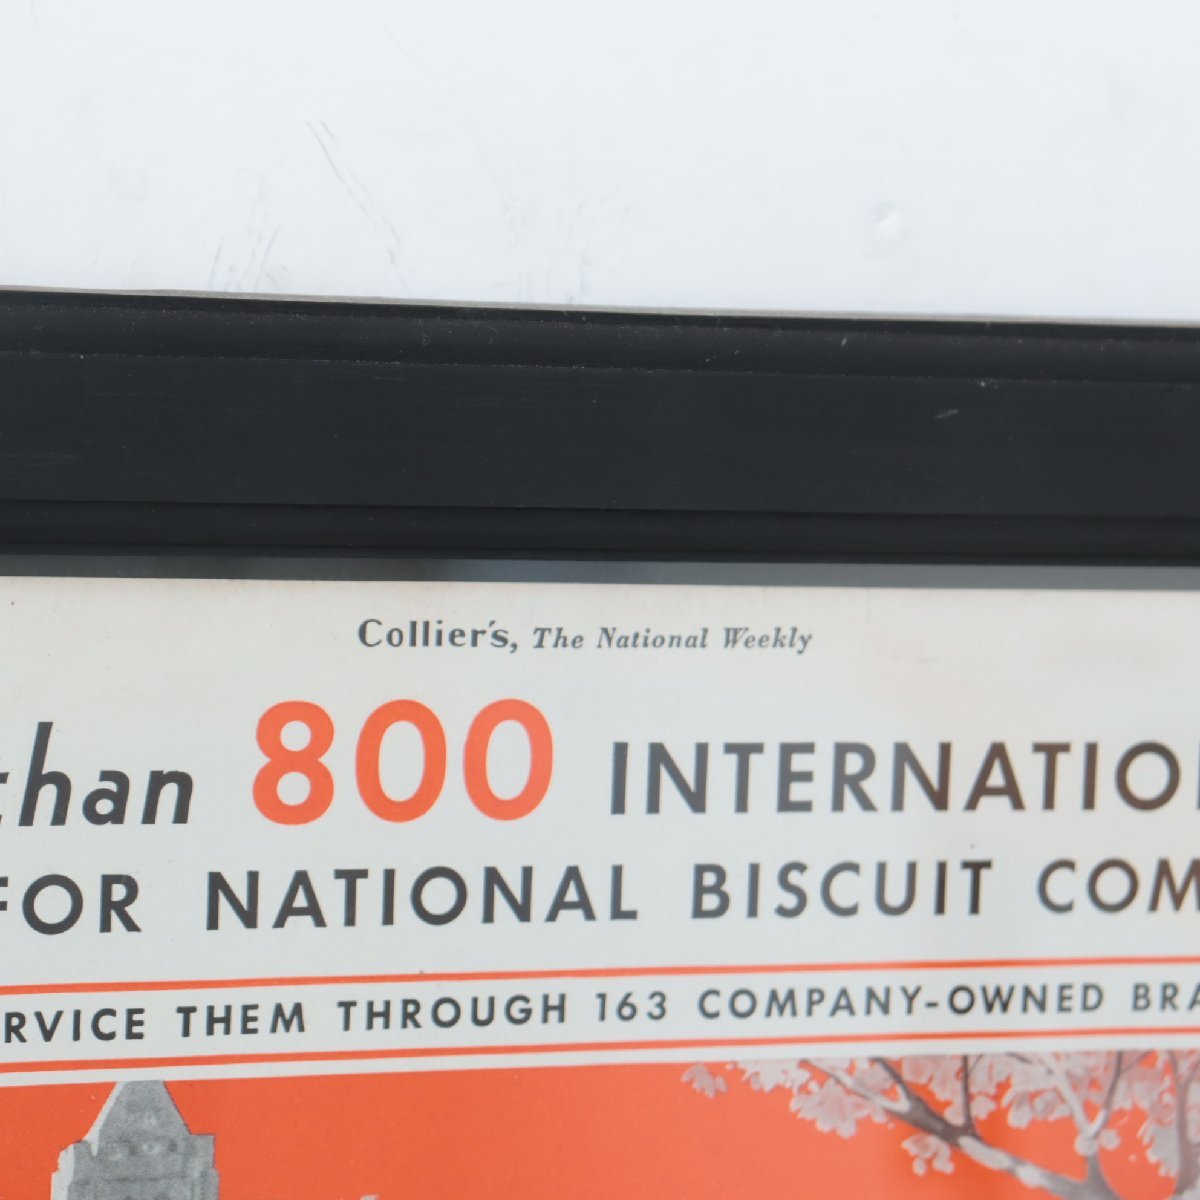 Collier's, The National Weekly
than 800 INTERNATIO
FOR NATIONAL BISCUIT COM
RVICE THEM THROUGH 163 COMPANY-OWNED BRA